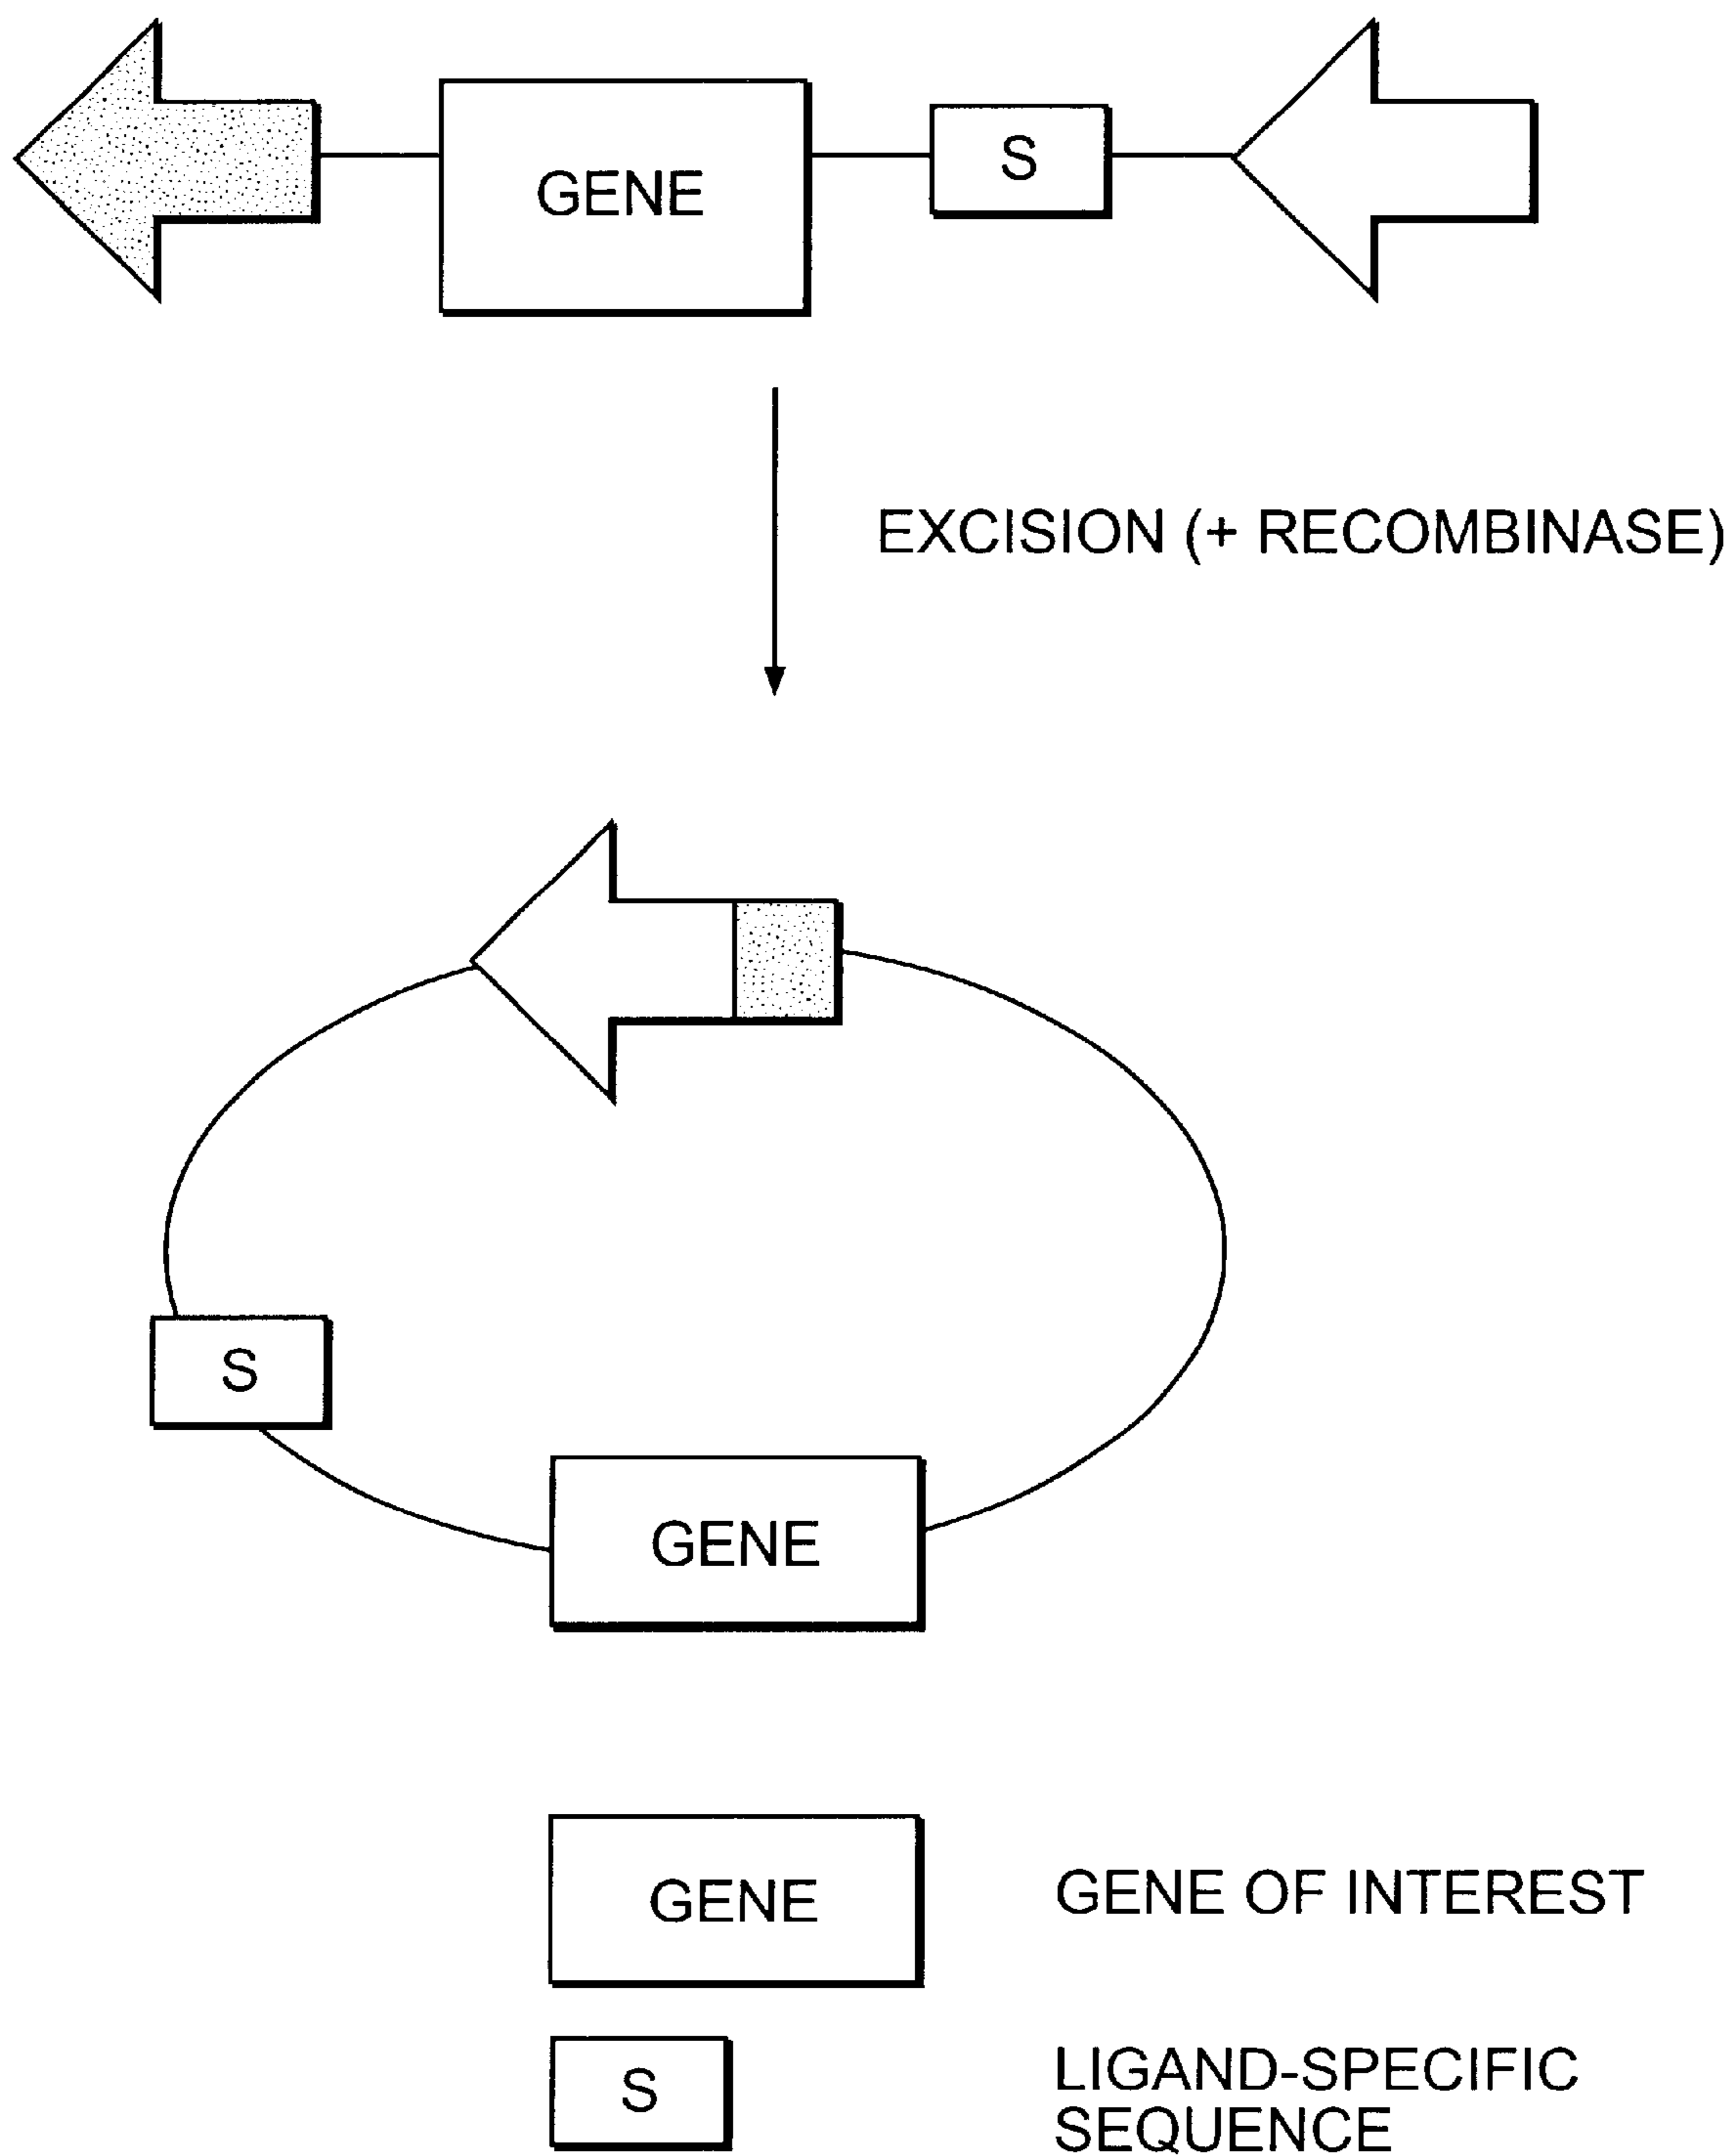 GENE
S
EXCISION (+ RECOMBINASE)
S
GENE
GENE
GENE OF INTEREST
S
LIGAND-SPECIFIC
SEQUENCE